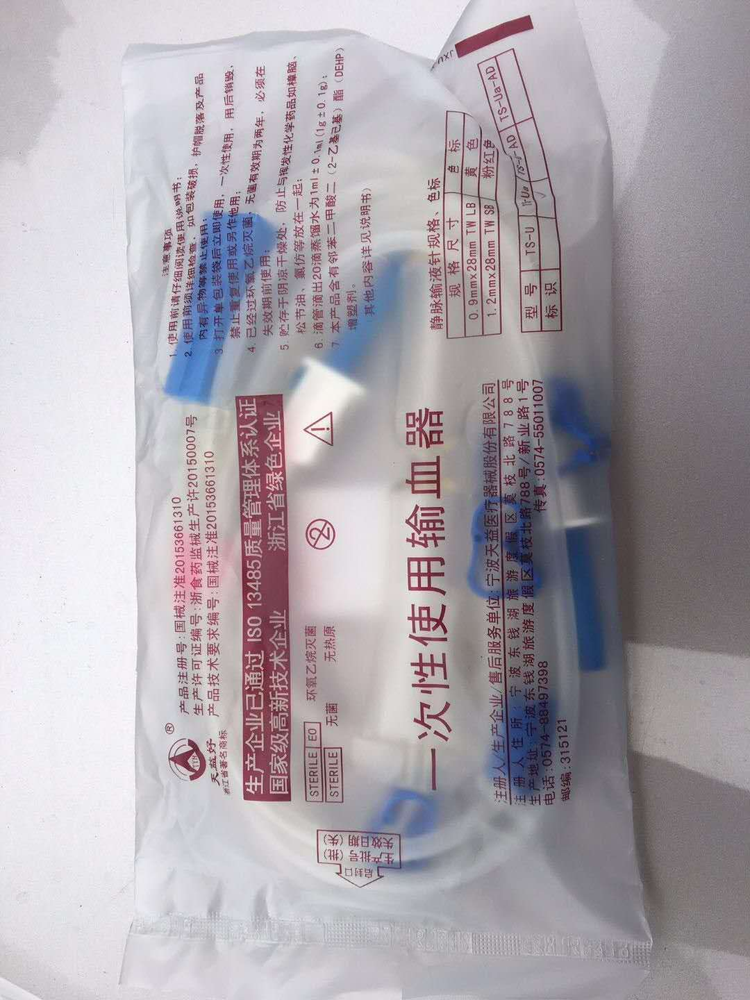 天益好
浙江省著名商标
TYH
®
产品注册号:国械注准20153661310
生产许可证编号:浙食药监械生产许20150007号
产品技术要求编号:国械注准20153661310
生产企业已通过 ISO 13485质量管理体系认证
国家级高新技术企业 浙江省绿色企业
STERILE EO 环氧乙烷灭菌
STERILE 无菌 无热原
2
一次性使用输血器
注册人/生产企业/售后服务单位:宁波天益医疗器械股份有限公司
注册人住所:宁波东钱湖旅游度假区莫枝北路788号
生产地址:宁波东钱湖旅游度假区莫枝北路788号/新业路1号
电话:0574-88497398 传真:0574-55011007
邮编:315121
注意事项
1. 使用前请仔细阅读使用说明书;
2. 使用前须详细检查,如包装破损,护帽脱落及产品
内有异物等禁止使用;
3. 打开单包装袋后立即使用,一次性使用,用后销毁,
禁止重复使用或另作他用;
4. 已经过环氧乙烷灭菌,无菌有效期为两年,必须在
失效期前使用;
5. 贮存于阴凉干燥处,防止与挥发性化学药品如樟脑、
松节油、氯仿等放在一起;
6. 滴管滴出20滴蒸馏水为1ml±0.1ml(1g±0.1g);
7. 本产品含有邻苯二甲酸二(2-乙基己基)酯(DEHP)
增塑剂。
其他内容详见说明书)
静脉输液针规格、色标
规格尺寸 色标
0.9mm×28mm TW LB 黄色
1.2mm×28mm TW SB 粉红色
型号 TS-U TS-Ua-AD
标识 √
封口
产品批号
失效日期